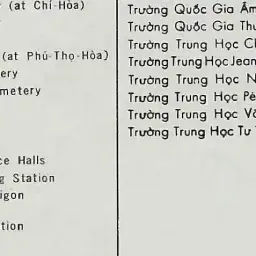 (at Chí-Hòa)
(at Phú-Thọ-Hòa)
ery
metery
ce Halls
g Station
igon
tion
Trường Quốc Gia Âm
Trường Quốc Gia Thu
Trường Trung Học Ch
Trường Trung Học Jean
Trường Trung Học N
Trường Trung Học Pé
Trường Trung Học Võ
Trường Trung Học Tư T